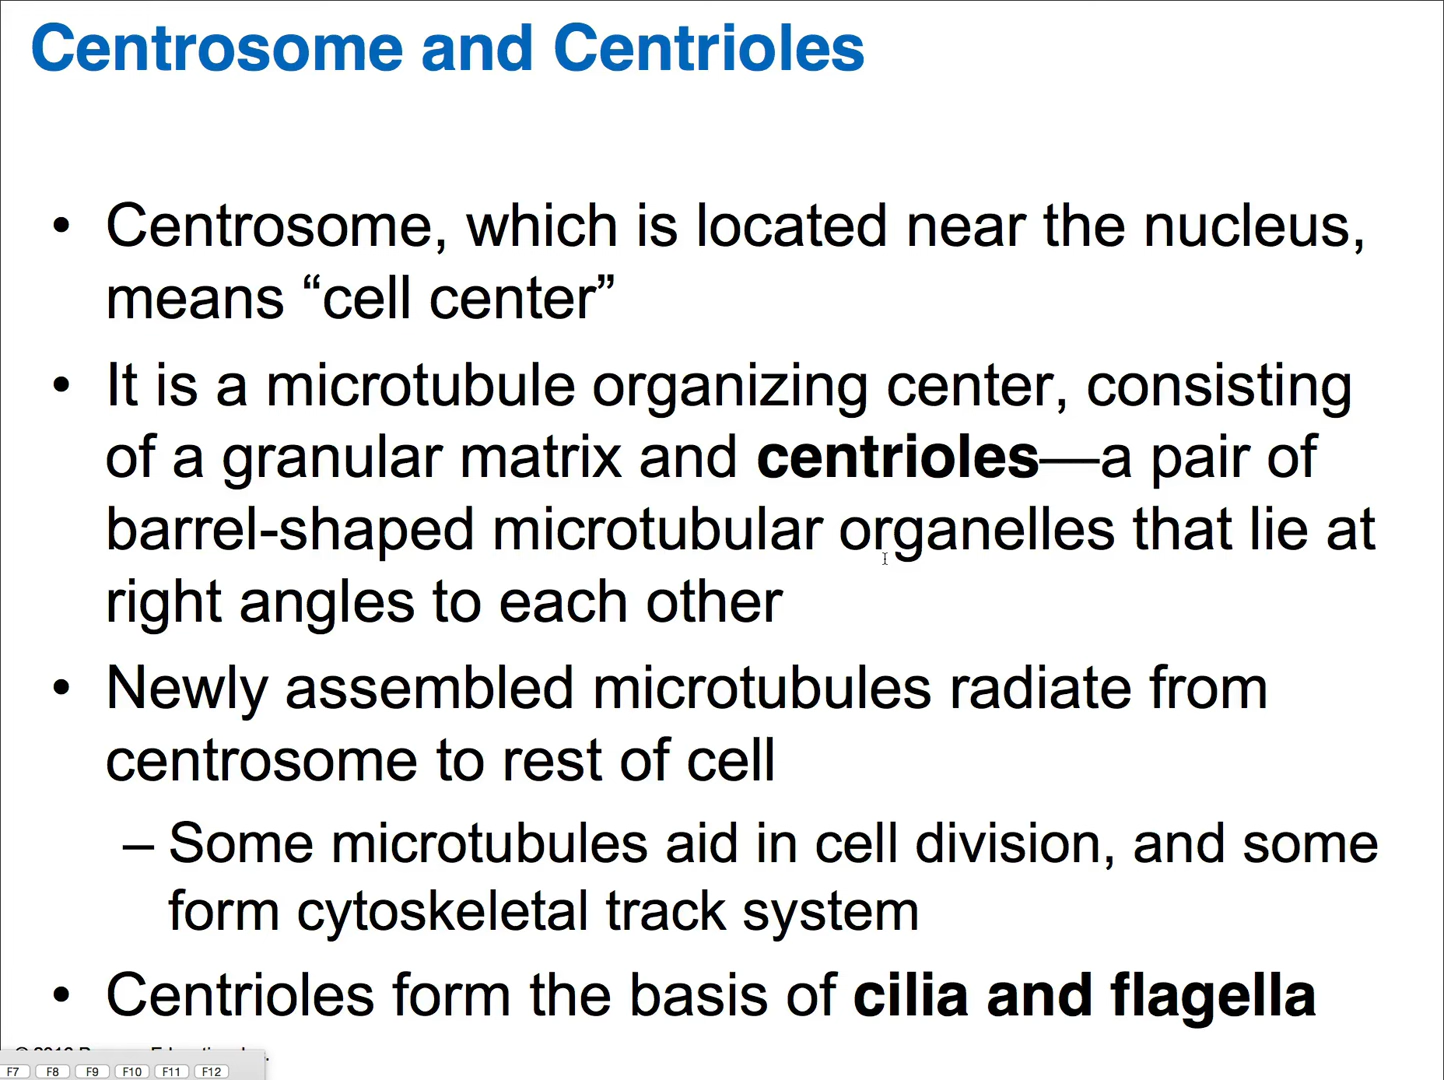 Centrosome and Centrioles
• Centrosome, which is located near the nucleus,
means “cell center”
• It is a microtubule organizing center, consisting
of a granular matrix and centrioles—a pair of
barrel-shaped microtubular organelles that lie at
right angles to each other
• Newly assembled microtubules radiate from
centrosome to rest of cell
– Some microtubules aid in cell division, and some
form cytoskeletal track system
• Centrioles form the basis of cilia and flagella
F7 F8 F9 F10 F11 F12